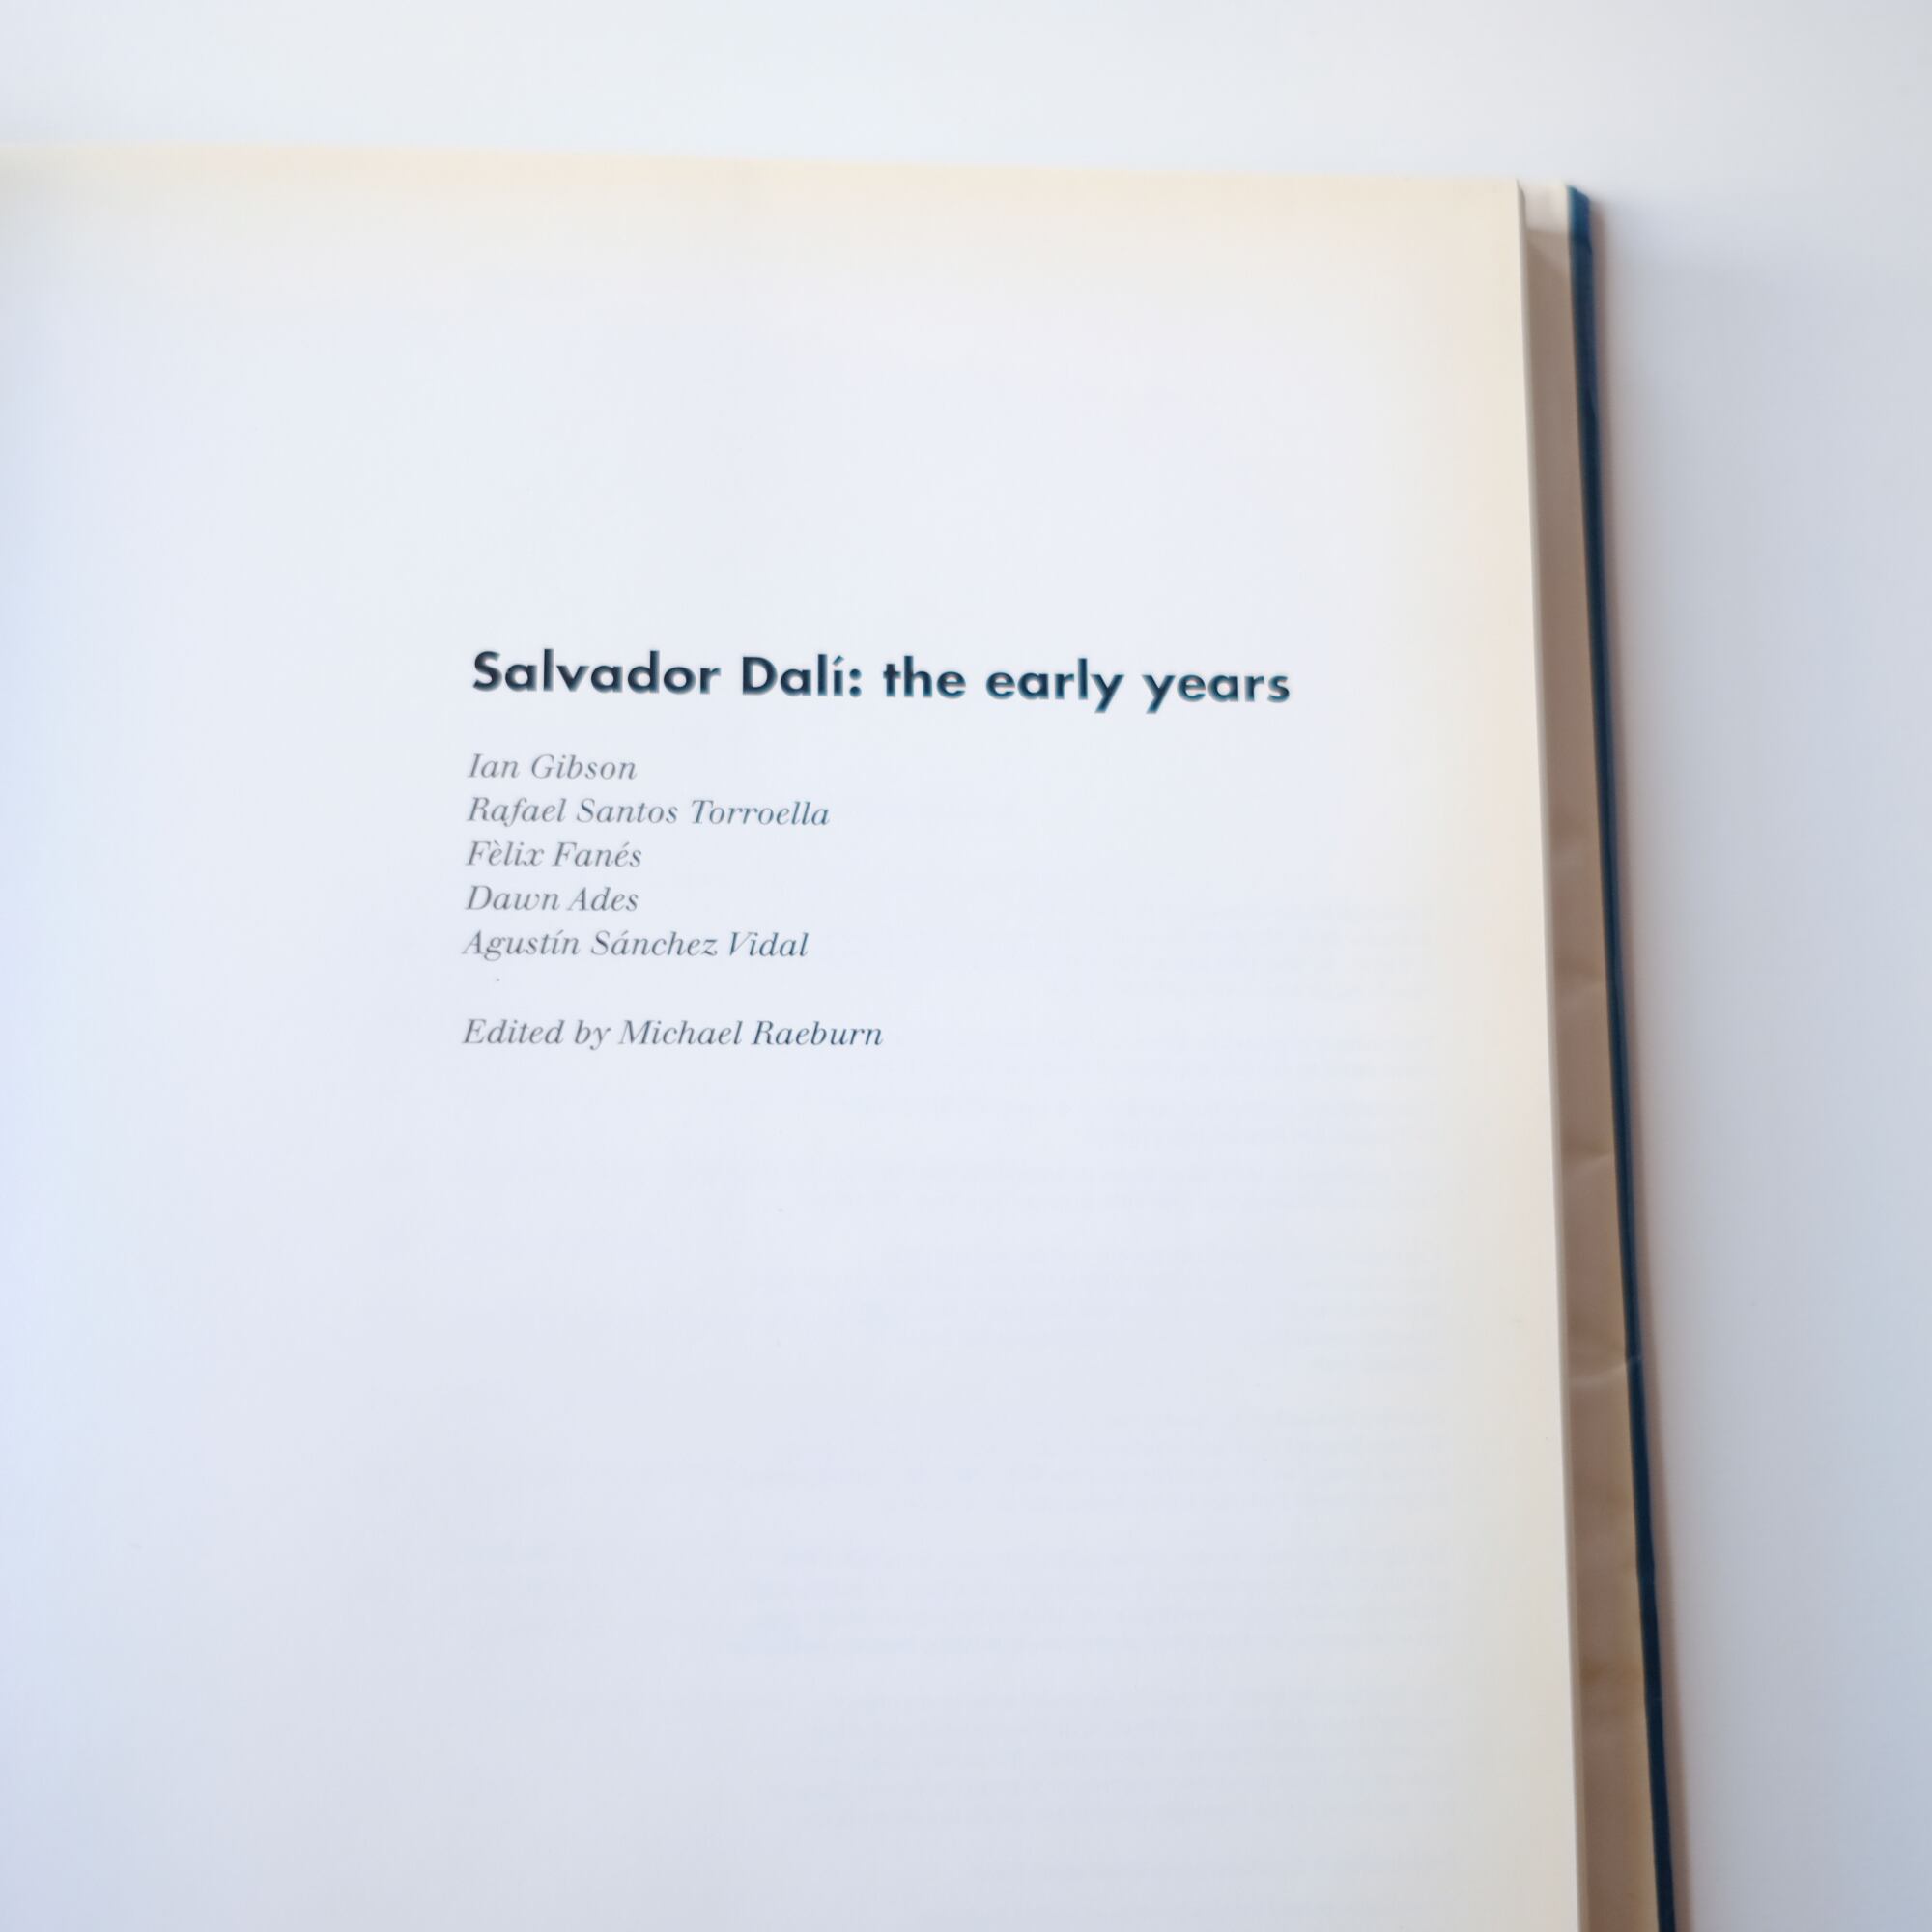 Salvador Dalí: the early years
Ian Gibson
Rafael Santos Torroella
Fèlix Fanés
Dawn Ades
Agustín Sánchez Vidal
Edited by Michael Raeburn